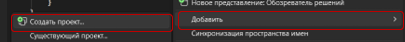 }
Новое представление: Обозреватель решений
Создать проект...
Добавить
Существующий проект...
Синхронизация пространства имен